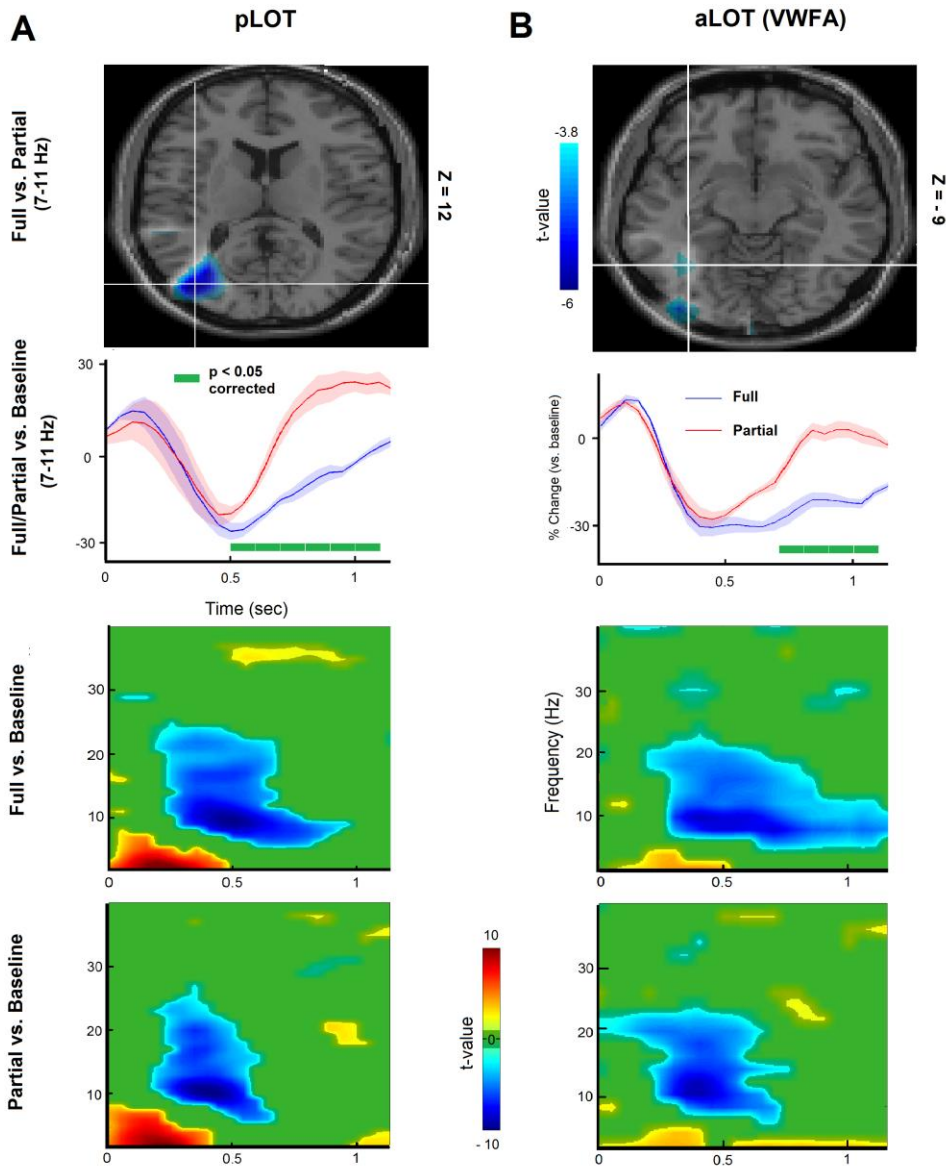 A
pLOT
B
aLOT (VWFA)
Full vs. Partial
(7-11 Hz)
Z = 12
-3.8
t-value
-6
Z = - 9
Full/Partial vs. Baseline
(7-11 Hz)
30
0
-30
p < 0.05
corrected
0
0.5
1
Time (sec)
% Change (vs. baseline)
0
-30
Full
Partial
0
0.5
1
Full vs. Baseline
30
20
10
0
0.5
1
Frequency (Hz)
30
20
10
0
0.5
1
Partial vs. Baseline
30
20
10
0
0.5
1
10
0
t-value
- 10
30
20
10
0
0.5
1